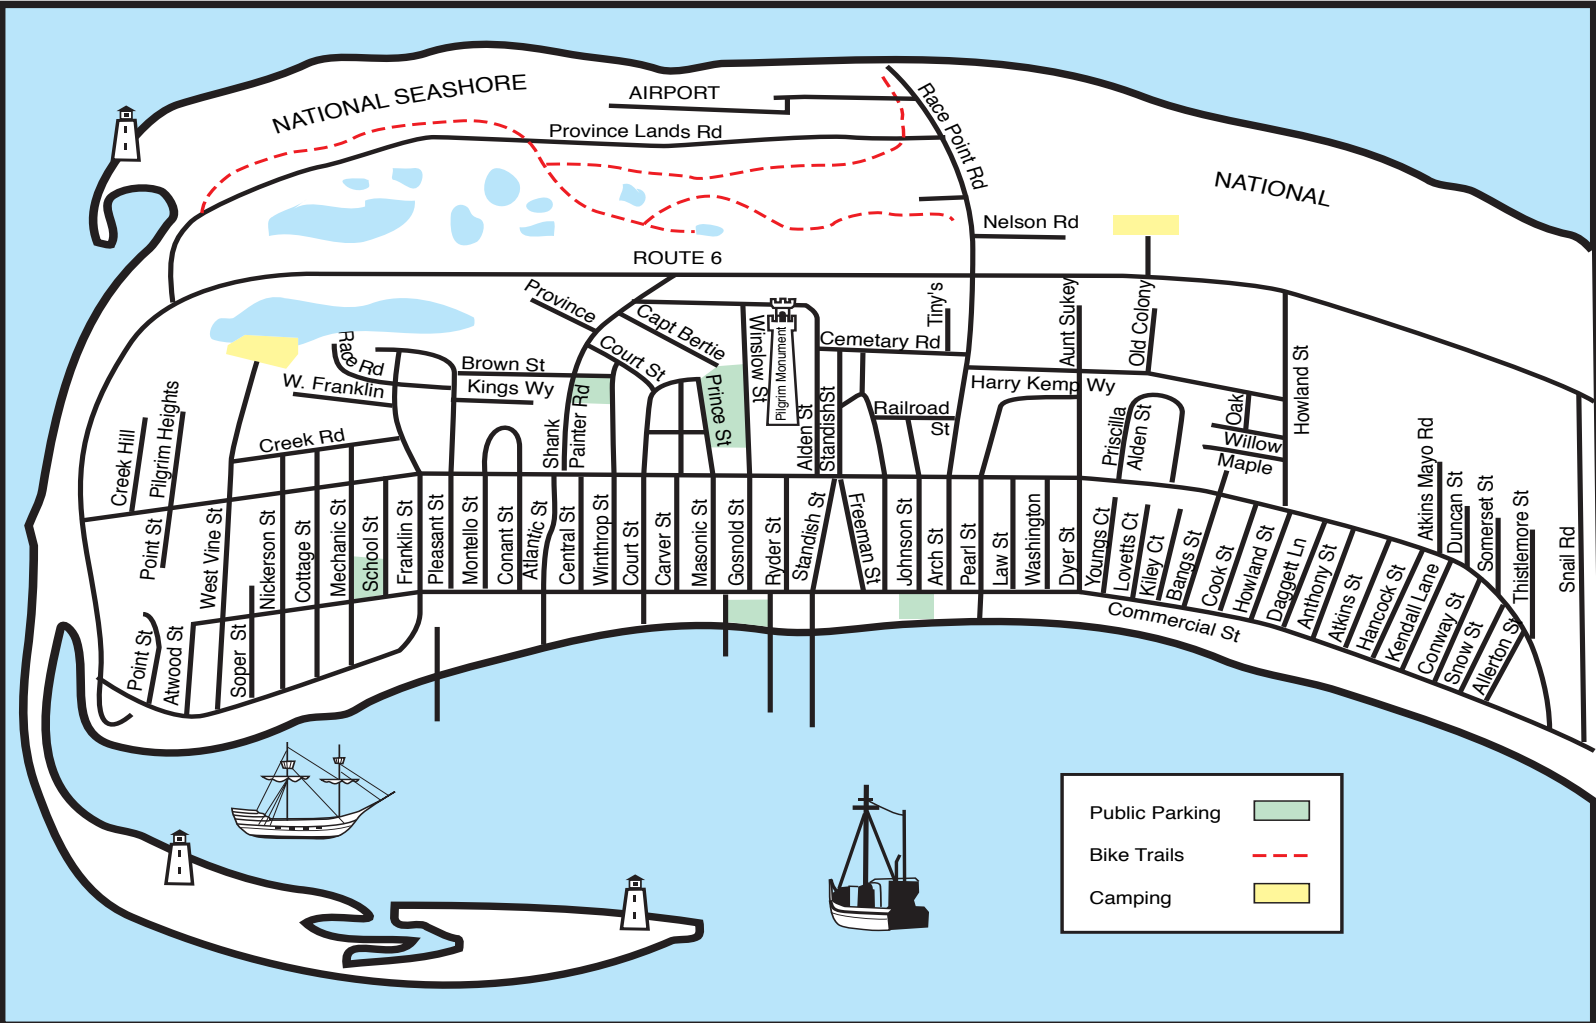 NATIONAL SEASHORE
AIRPORT
Race Point Rd
Province Lands Rd
NATIONAL
Nelson Rd
ROUTE 6
Province
Capt Bertie
Court St
Winslow St
Pilgrim Monument
Tiny's
Cemetary Rd
Aunt Sukey
Old Colony
Howland St
Race Rd
W. Franklin
Brown St
Kings Wy
Shank
Painter Rd
Prince St
Alden St
StandishSt
Railroad
St
Harry Kemp Wy
Priscilla
Alden St
Oak
Willow
Maple
Creek Hill
Pilgrim Heights
Creek Rd
Atkins Mayo Rd
Duncan St
Somerset St
Thistlemore St
Snail Rd
Point St
West Vine St
Nickerson St
Cottage St
Mechanic St
School St
Franklin St
Pleasant St
Montello St
Conant St
Atlantic St
Central St
Winthrop St
Court St
Carver St
Masonic St
Gosnold St
Ryder St
Standish St
Freeman St
Johnson St
Arch St
Pearl St
Law St
Washington
Dyer St
Youngs Ct
Lovetts Ct
Kiley Ct
Bangs St
Cook St
Howland St
Daggett Ln
Anthony St
Atkins St
Hancock St
Kendall Lane
Conway St
Snow St
Allerton St
Point St
Atwood St
Soper St
Commercial St
Public Parking
Bike Trails
Camping